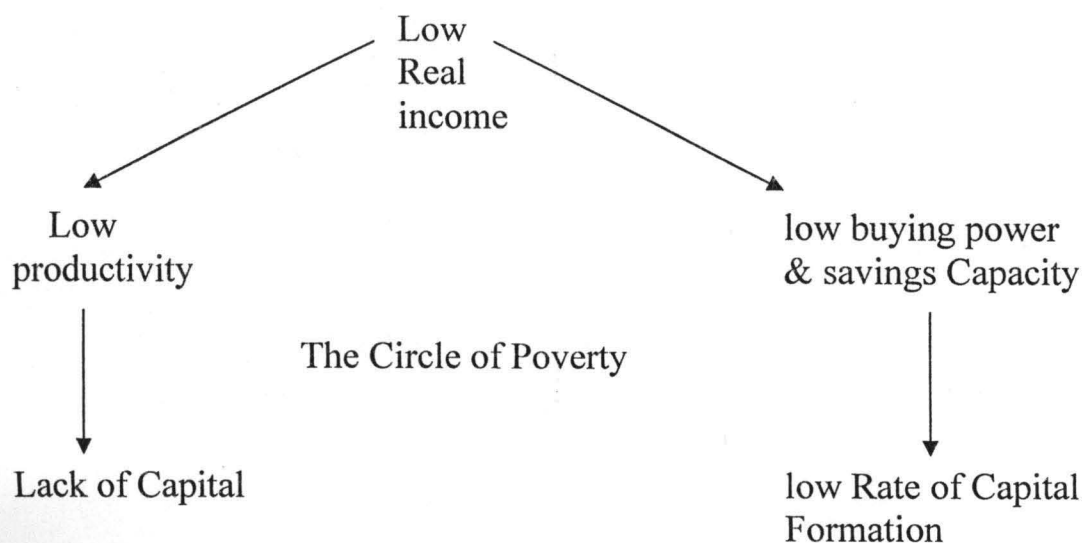 Low
Real
income
Low
productivity
low buying power
& savings Capacity
The Circle of Poverty
Lack of Capital
low Rate of Capital
Formation